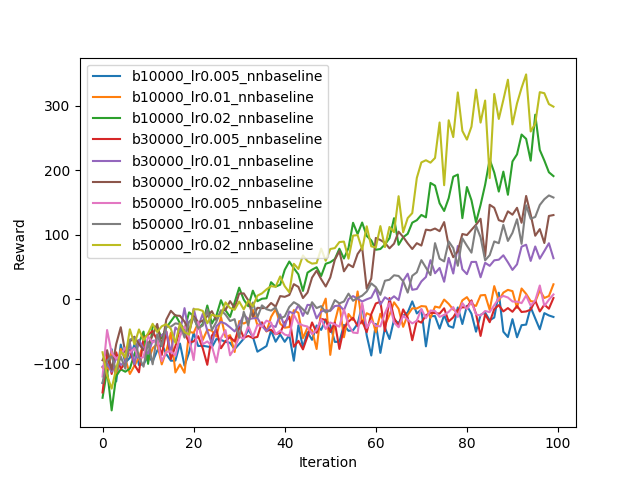 b10000_lr0.005_nnbaseline
b10000_lr0.01_nnbaseline
b10000_lr0.02_nnbaseline
b30000_lr0.005_nnbaseline
b30000_lr0.01_nnbaseline
b30000_lr0.02_nnbaseline
b50000_lr0.005_nnbaseline
b50000_lr0.01_nnbaseline
b50000_lr0.02_nnbaseline
Reward
300
200
100
0
−100
0 20 40 60 80 100
Iteration